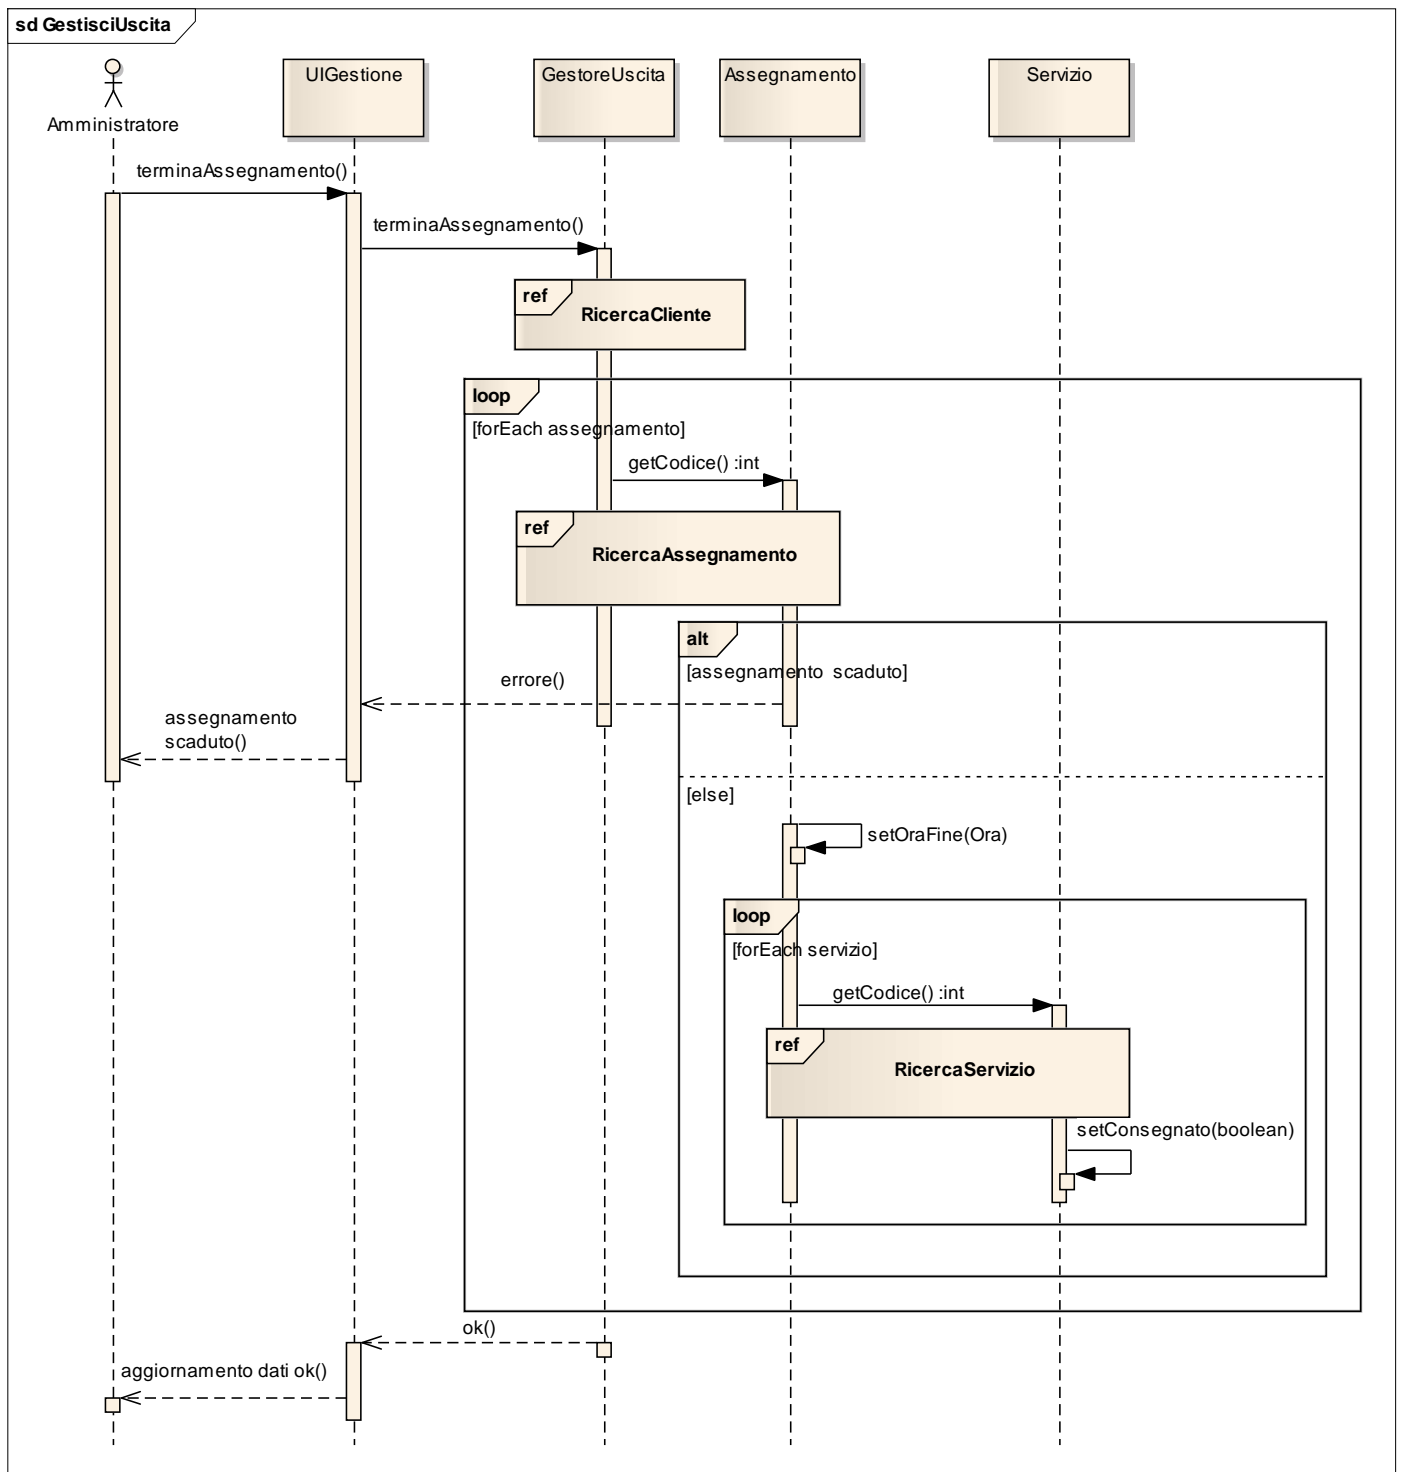 sd GestisciUscita
UIGestione
GestoreUscita
Assegnamento
Servizio
Amministratore
terminaAssegnamento()
terminaAssegnamento()
ref
RicercaCliente
loop
[forEach assegnamento]
getCodice() :int
ref
RicercaAssegnamento
alt
[assegnamento scaduto]
errore()
assegnamento
scaduto()
[else]
setOraFine(Ora)
loop
[forEach servizio]
getCodice() :int
ref
RicercaServizio
setConsegnato(boolean)
ok()
aggiornamento dati ok()